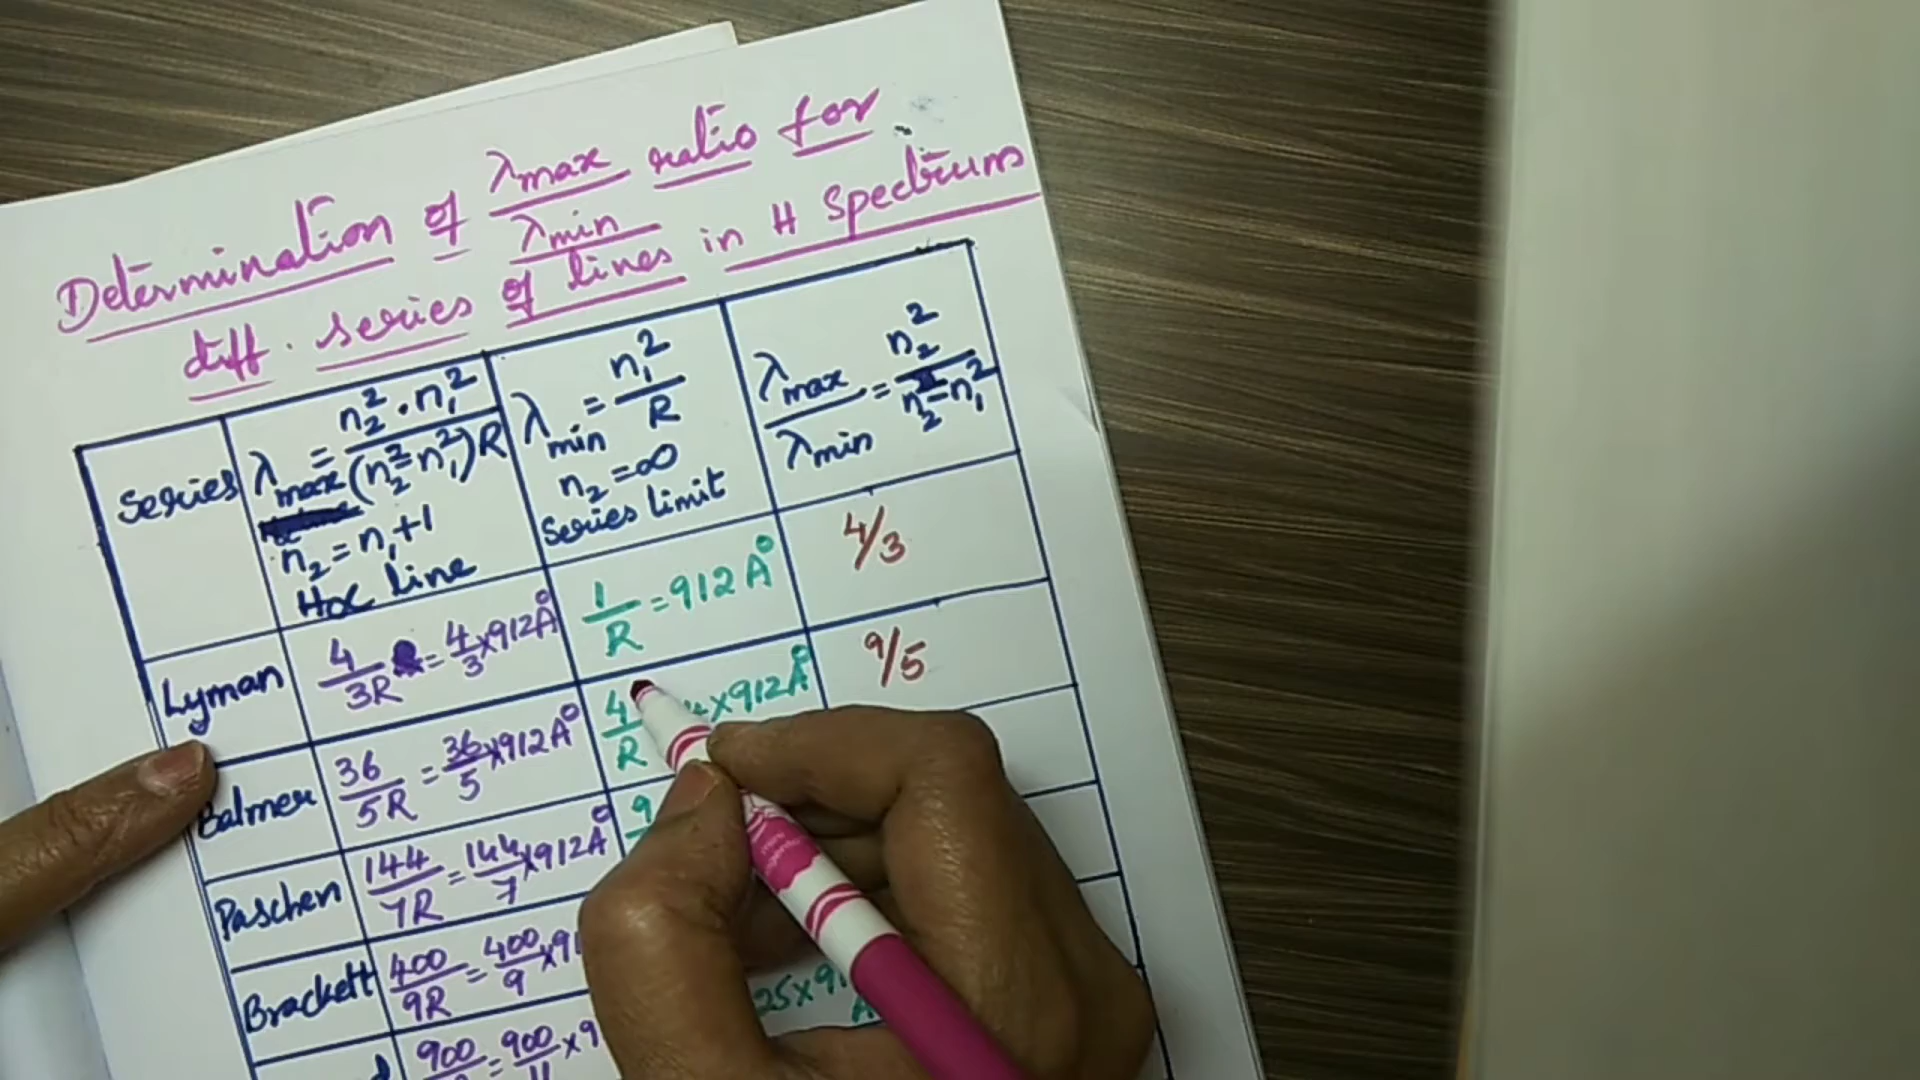 Determination of λmax/λmin ratio for
diff. series of lines in H Spectrum
Series
λmax = n₂² . n₁² / (n₂² - n₁²)R
n₂ = n₁+1
Hα line
λmin = n₁² / R
n₂ = ∞
Series limit
λmax / λmin = n₂² / n₂² - n₁²
Lyman
4/3R = 4/3 x 912 A°
1/R = 912 A°
4/3
Balmer
36/5R = 36/5 x 912 A°
4/R 4 x 912 A°
9/5
Paschen
144/7R = 144/7 x 912 A°
9
Brackett
400/9R = 400/9 x 91
25 x 91
A
d
900 = 900/11 x 9